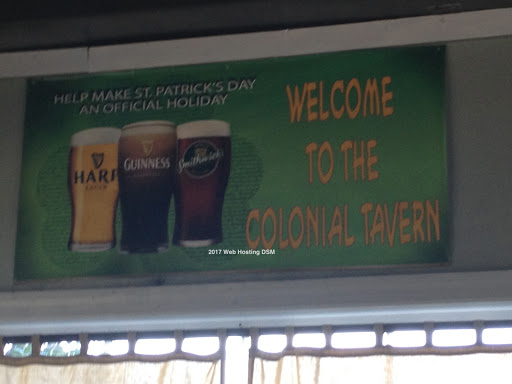 HELP MAKE ST. PATRICK'S DAY
AN OFFICIAL HOLIDAY
HARP
LAGER
GUINNESS
Smithwick's
WELCOME
TO THE
COLONIAL TAVERN
2017 Web Hosting DSM